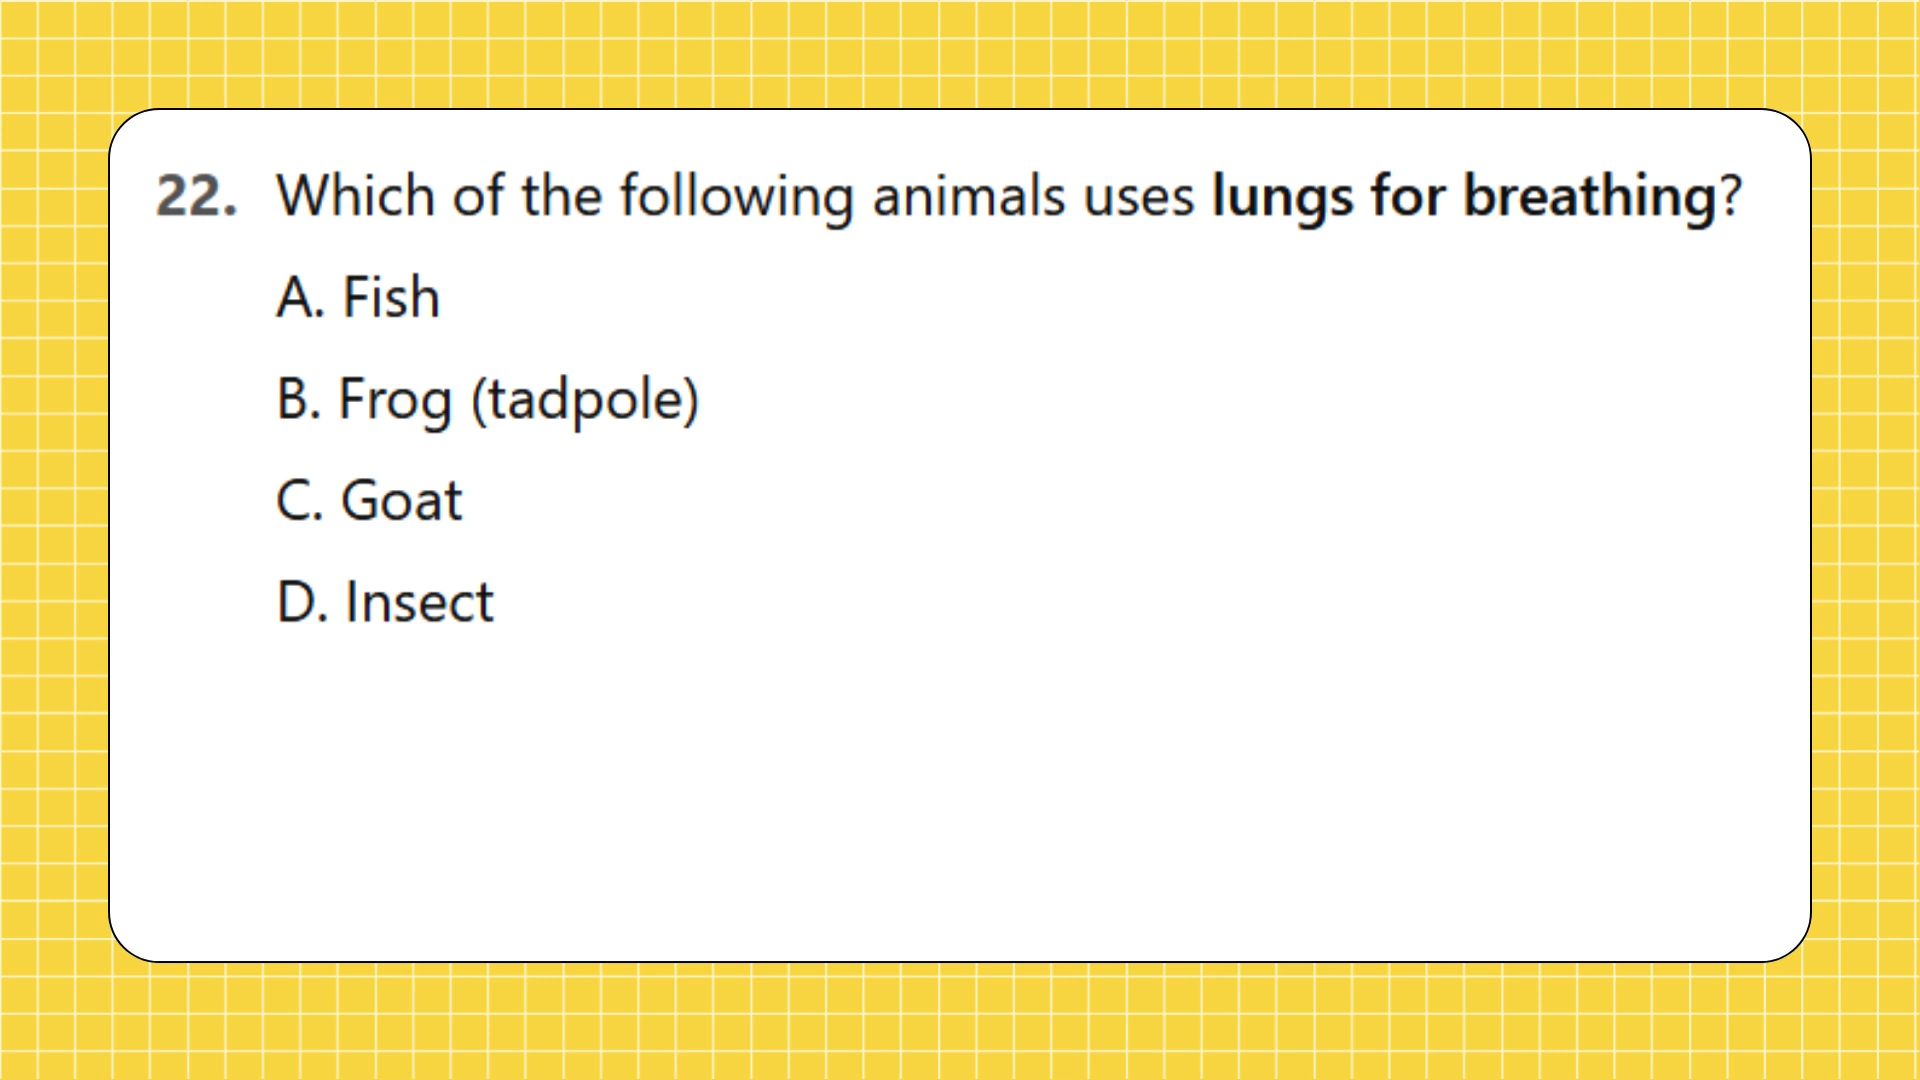 22. Which of the following animals uses lungs for breathing?
A. Fish
B. Frog (tadpole)
C. Goat
D. Insect